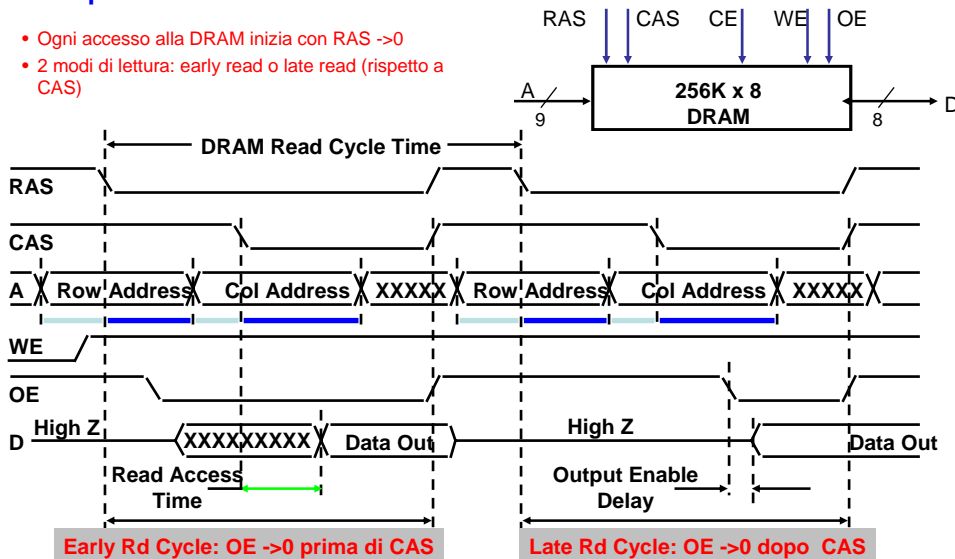 • Ogni accesso alla DRAM inizia con RAS ->0
• 2 modi di lettura: early read o late read (rispetto a
CAS)
RAS CAS CE WE OE
A
9
256K x 8
DRAM
8
D
DRAM Read Cycle Time
RAS
CAS
A Row Address Col Address XXXXX Row Address Col Address XXXXX
WE
OE
D High Z XXXXXXXXX Data Out High Z Data Out
Read Access
Time
Output Enable
Delay
Early Rd Cycle: OE ->0 prima di CAS
Late Rd Cycle: OE ->0 dopo CAS